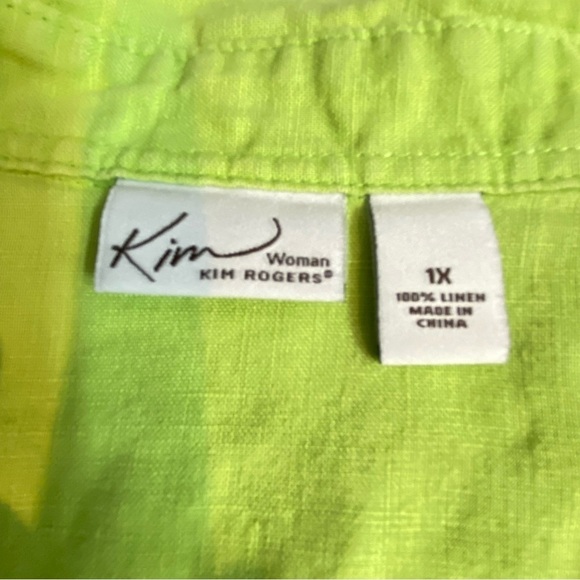 Kim
Woman
KIM ROGERS®
1X
100% LINEN
MADE IN
CHINA